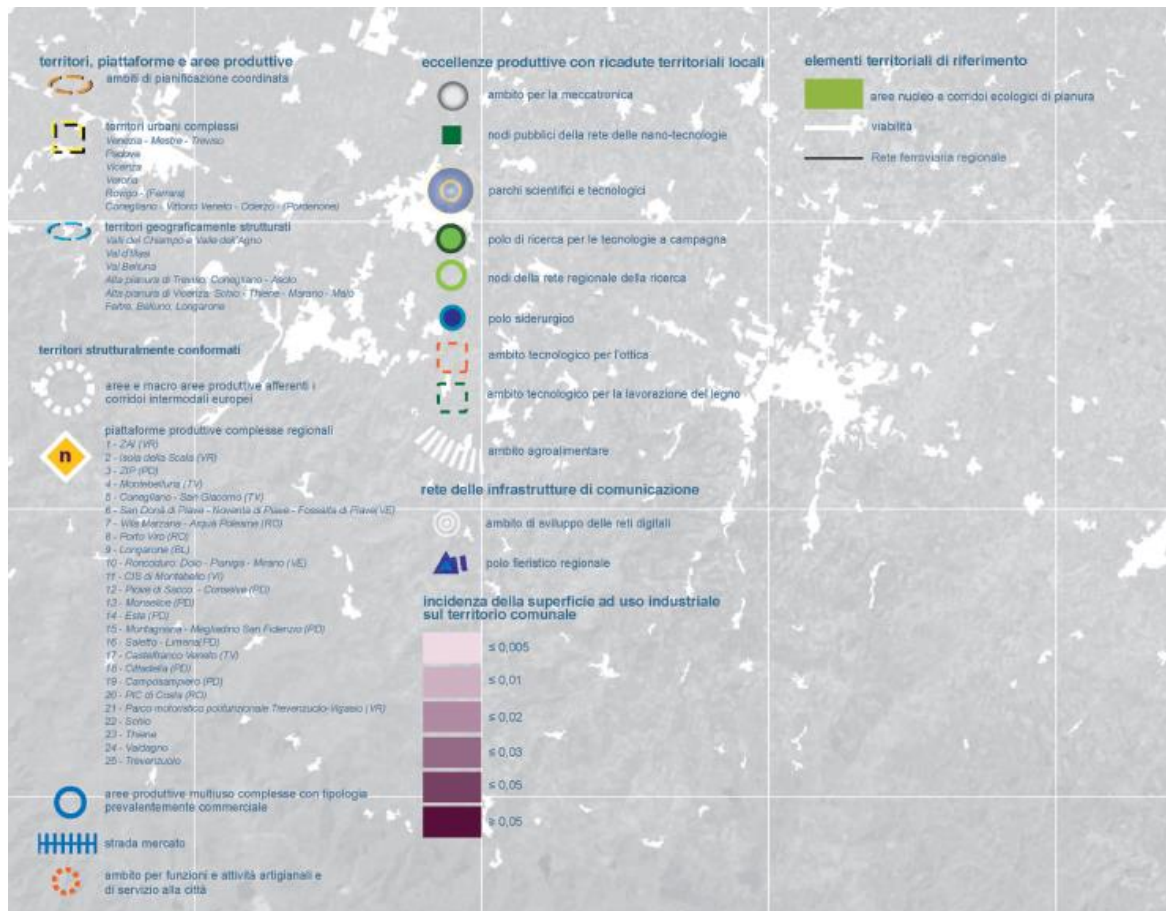 territori, piattaforme e aree produttive
ambiti di pianificazione coordinata
territori urbani complessi
Venezia - Mestre - Treviso
Padova
Vicenza
Verona
Rovigo - (Ferrara)
Conegliano - Vittorio Veneto - Oderzo - (Pordenone)
territori geograficamente strutturati
Valli del Chiampo e Valle dell'Agno
Val d'Illasi
Val Belluna
Alta pianura di Treviso: Conegliano - Asolo
Alta pianura di Vicenza: Schio - Thiene - Marano - Malo
Feltre, Belluno, Longarone
territori strutturalmente conformati
aree e macro aree produttive afferenti i
corridoi intermodali europei
n
piattaforme produttive complesse regionali
1 - ZAI (VR)
2 - Isola della Scala (VR)
3 - ZIP (PD)
4 - Montebelluna (TV)
5 - Conegliano - San Giacomo (TV)
6 - San Donà di Piave - Noventa di Piave - Fossalta di Piave(VE)
7 - Villa Marzana - Arquà Polesine (RO)
8 - Porto Viro (RO)
9 - Longarone (BL)
10 - Roncoduro: Dolo - Pianiga - Mirano (VE)
11 - CIS di Montebello (VI)
12 - Piove di Sacco - Conselve (PD)
13 - Monselice (PD)
14 - Este (PD)
15 - Montagnana - Megliadino San Fidenzio (PD)
16 - Saletto - Limena(PD)
17 - Castelfranco Veneto (TV)
18 - Cittadella (PD)
19 - Camposampiero (PD)
20 - PIC di Costa (RO)
21 - Parco motoristico polifunzionale Trevenzuolo-Vigasio (VR)
22 - Schio
23 - Thiene
24 - Valdagno
25 - Trevenzuolo
aree produttive multiuso complesse con tipologia
prevalentemente commerciale
strada mercato
ambito per funzioni e attività artigianali e
di servizio alla città
eccellenze produttive con ricadute territoriali locali
ambito per la meccatronica
nodi pubblici della rete delle nano-tecnologie
parchi scientifici e tecnologici
polo di ricerca per le tecnologie a campagna
nodi della rete regionale della ricerca
polo siderurgico
ambito tecnologico per l'ottica
ambito tecnologico per la lavorazione del legno
ambito agroalimentare
rete delle infrastrutture di comunicazione
ambito di sviluppo delle reti digitali
polo fieristico regionale
incidenza della superficie ad uso industriale
sul territorio comunale
≤ 0,005
≤ 0,01
≤ 0,02
≤ 0,03
≤ 0,05
≥ 0,05
elementi territoriali di riferimento
aree nucleo e corridoi ecologici di pianura
viabilità
Rete ferroviaria regionale